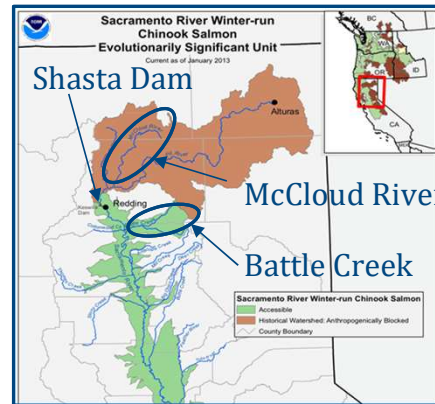 Sacramento River Winter-run
Chinook Salmon
Evolutionarily Significant Unit
Current as of January 2013
BC
WA
OR
ID
CA
Shasta Dam
Alturas
McCloud River
Redding
Battle Creek
Sacramento River Winter-run Chinook Salmon
Accessible
Historical Watershed: Anthropogenically Blocked
County Boundary